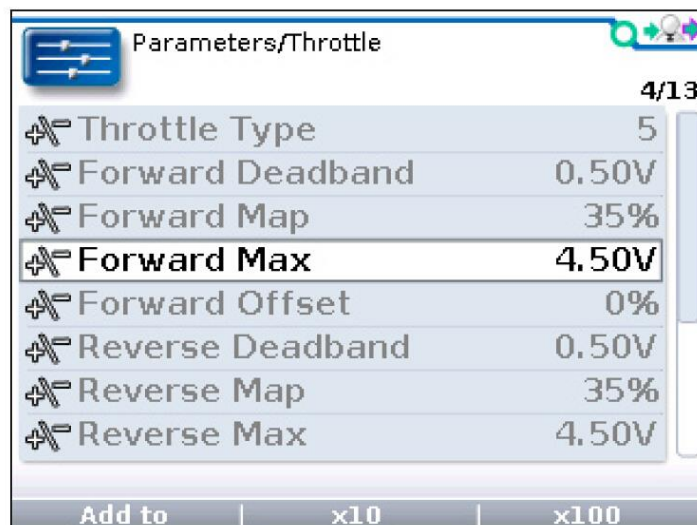 Parameters/Throttle
4/13
Throttle Type 5
Forward Deadband 0.50V
Forward Map 35%
Forward Max 4.50V
Forward Offset 0%
Reverse Deadband 0.50V
Reverse Map 35%
Reverse Max 4.50V
Add to | x10 | x100